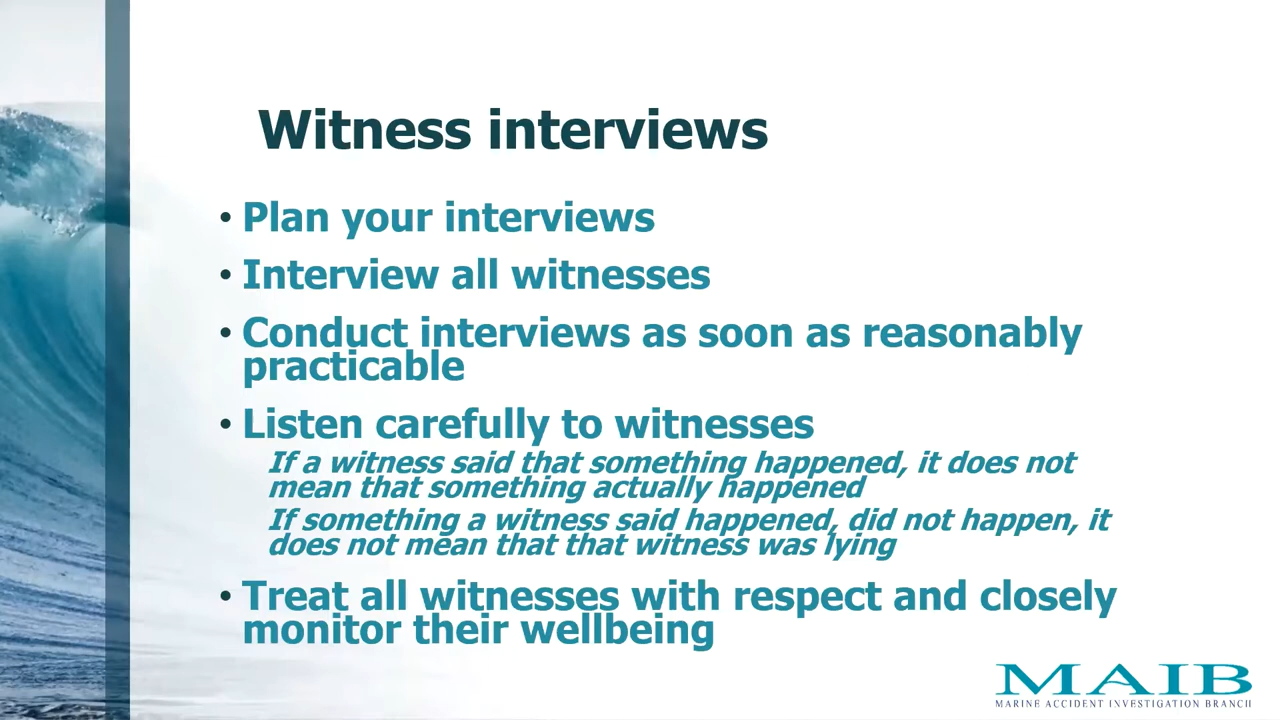 Witness interviews
• Plan your interviews
• Interview all witnesses
• Conduct interviews as soon as reasonably
practicable
• Listen carefully to witnesses
If a witness said that something happened, it does not
mean that something actually happened
If something a witness said happened, did not happen, it
does not mean that that witness was lying
• Treat all witnesses with respect and closely
monitor their wellbeing
MAIB
MARINE ACCIDENT INVESTIGATION BRANCH